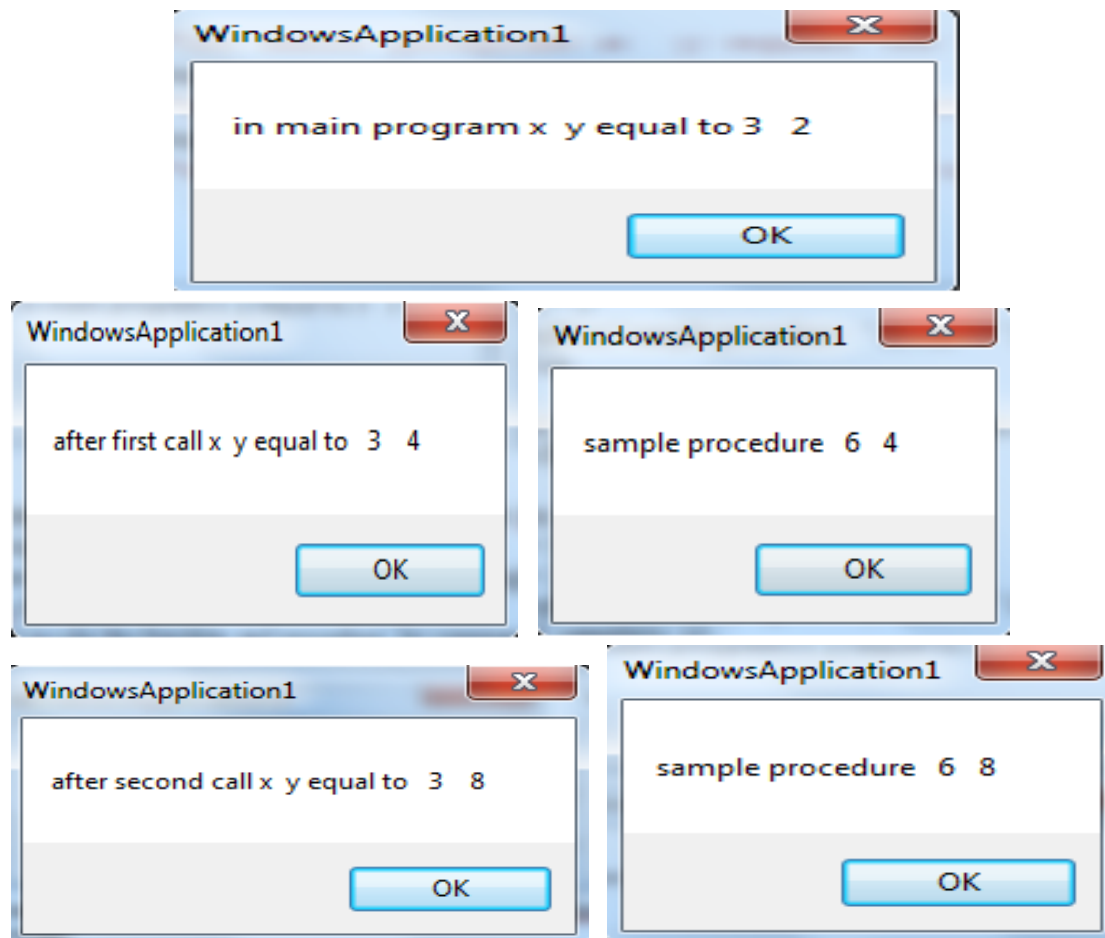 WindowsApplication1
in main program x  y equal to 3   2
OK
WindowsApplication1
after first call x  y equal to   3   4
OK
WindowsApplication1
sample procedure   6   4
OK
WindowsApplication1
after second call x  y equal to   3   8
OK
WindowsApplication1
sample procedure   6   8
OK